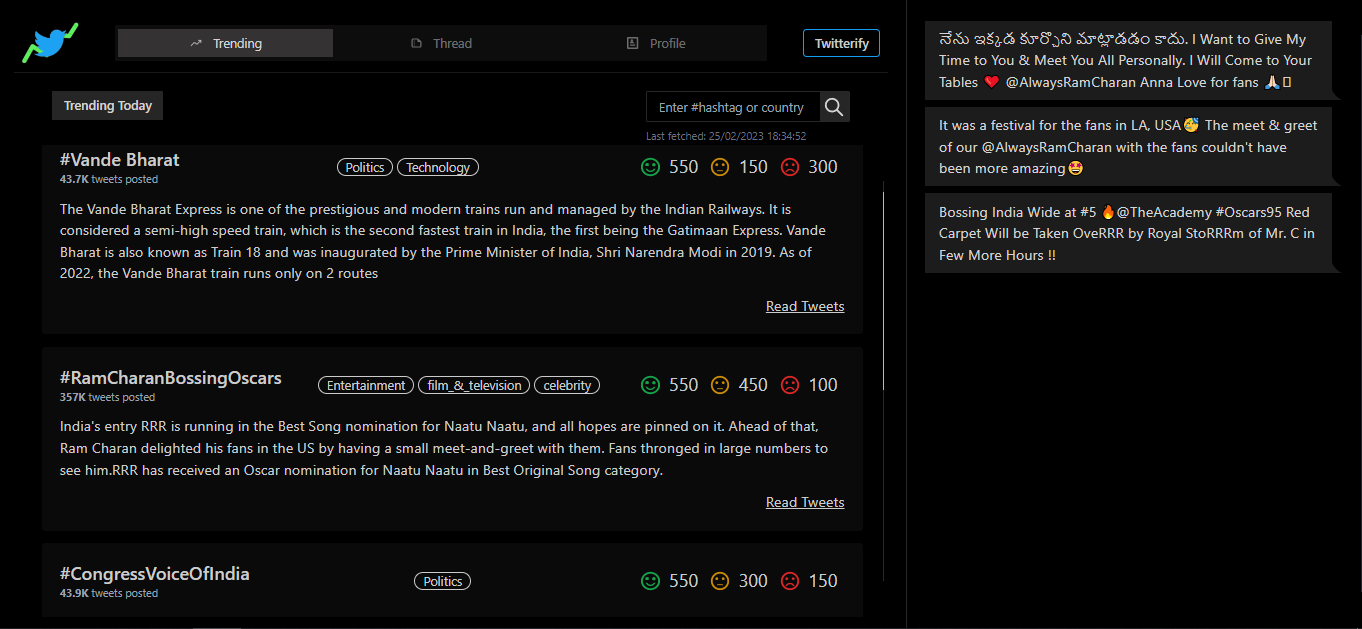 Trending
Thread
Profile
Twitterify
Trending Today
Enter #hashtag or country
Last fetched: 25/02/2023 18:34:52
#Vande Bharat
43.7K tweets posted
Politics
Technology
550
150
300
The Vande Bharat Express is one of the prestigious and modern trains run and managed by the Indian Railways. It is
considered a semi-high speed train, which is the second fastest train in India, the first being the Gatimaan Express. Vande
Bharat is also known as Train 18 and was inaugurated by the Prime Minister of India, Shri Narendra Modi in 2019. As of
2022, the Vande Bharat train runs only on 2 routes
Read Tweets
#RamCharanBossingOscars
357K tweets posted
Entertainment
film_&_television
celebrity
550
450
100
India's entry RRR is running in the Best Song nomination for Naatu Naatu, and all hopes are pinned on it. Ahead of that,
Ram Charan delighted his fans in the US by having a small meet-and-greet with them. Fans thronged in large numbers to
see him.RRR has received an Oscar nomination for Naatu Naatu in Best Original Song category.
Read Tweets
#CongressVoiceOfIndia
43.9K tweets posted
Politics
550
300
150
నేను ఇక్కడ కూర్చొని మాట్లాడడం కాదు. I Want to Give My
Time to You & Meet You All Personally. I Will Come to Your
Tables ❤️ @AlwaysRamCharan Anna Love for fans 🙏🏻
It was a festival for the fans in LA, USA🥳 The meet & greet
of our @AlwaysRamCharan with the fans couldn't have
been more amazing🤩
Bossing India Wide at #5 🔥@TheAcademy #Oscars95 Red
Carpet Will be Taken OveRRR by Royal StoRRRm of Mr. C in
Few More Hours !!